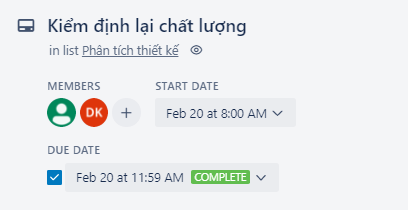 Kiểm định lại chất lượng
in list Phân tích thiết kế
MEMBERS
START DATE
DK
Feb 20 at 8:00 AM
DUE DATE
Feb 20 at 11:59 AM COMPLETE